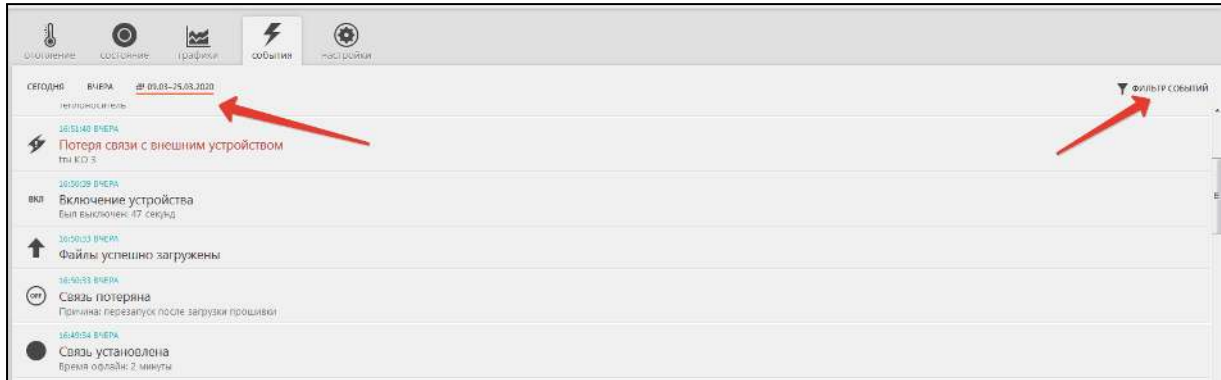 отопление состояние графики события настройки
СЕГОДНЯ ВЧЕРА 09.03–25.03.2020 ФИЛЬТР СОБЫТИЙ
теплоноситель
16:51:40 ВЧЕРА
Потеря связи с внешним устройством
16:50:39 ВЧЕРА
ВКЛ Включение устройства
Был выключен: 47 секунд
16:50:33 ВЧЕРА
Файлы успешно загружены
16:50:33 ВЧЕРА
OFF Связь потеряна
Причина: перезапуск после загрузки прошивки
16:49:54 ВЧЕРА
Связь установлена
Время офлайн: 2 минуты